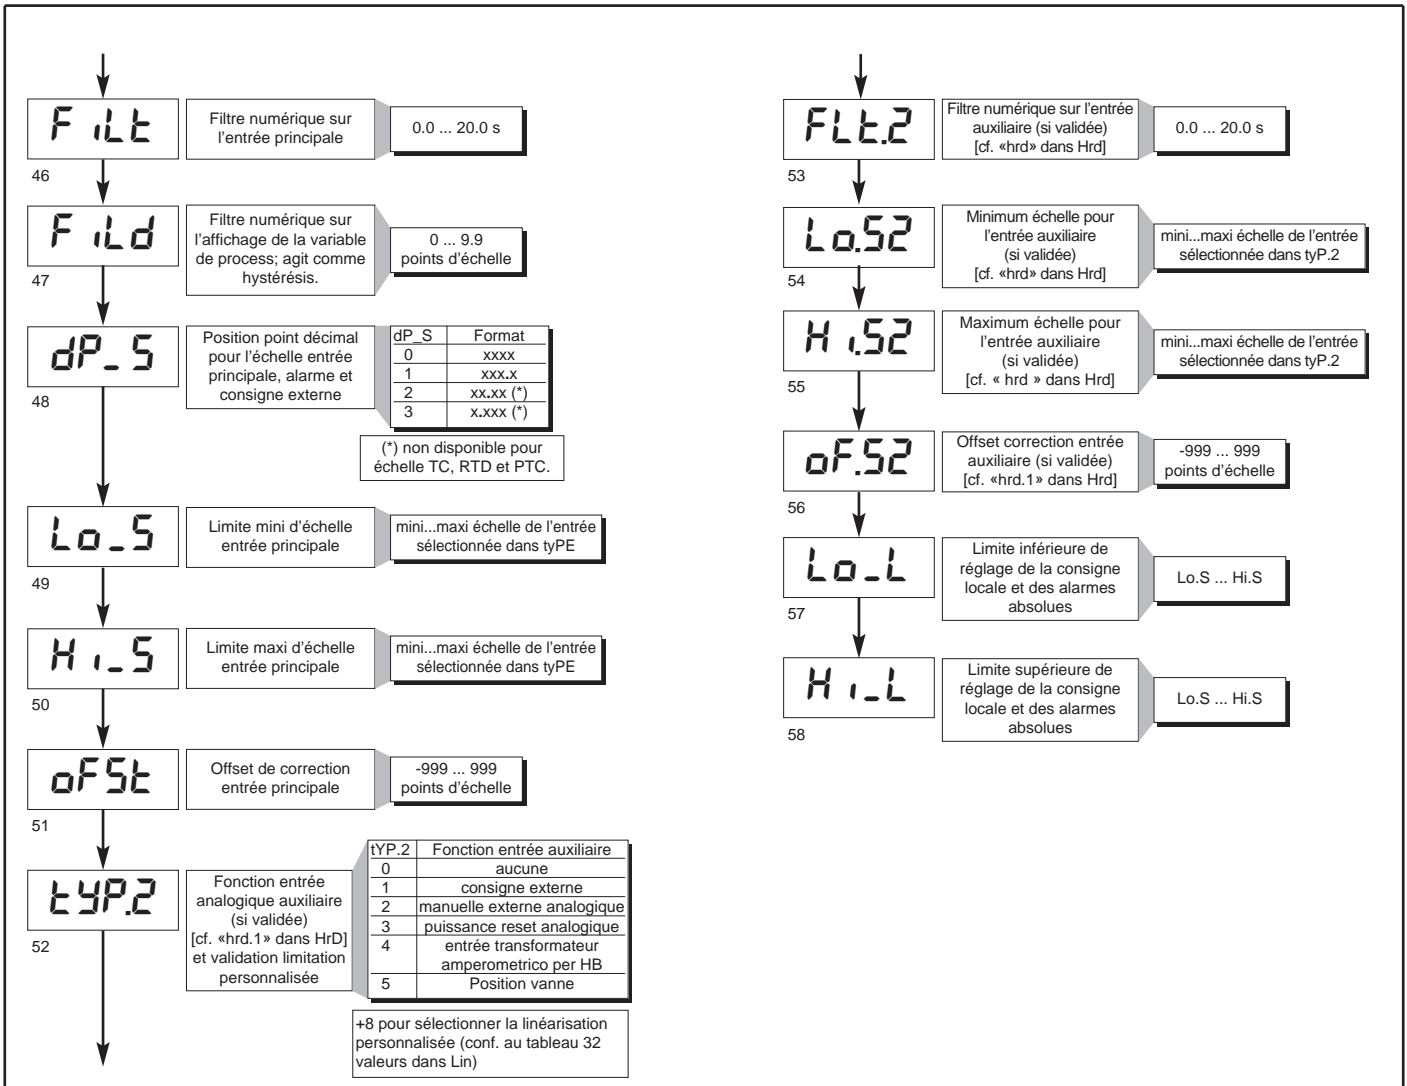 FiLt
Filtre numérique sur
l'entrée principale
0.0 ... 20.0 s
46
FiLd
Filtre numérique sur
l'affichage de la variable
de process; agit comme
hystérésis.
0 ... 9.9
points d'échelle
47
dP_S
Position point décimal
pour l'échelle entrée
principale, alarme et
consigne externe
dP_S Format
0 xxxx
1 xxx.x
2 xx.xx (*)
3 x.xxx (*)
48
(*) non disponible pour
échelle TC, RTD et PTC.
Lo_S
Limite mini d'échelle
entrée principale
mini...maxi échelle de l'entrée
sélectionnée dans tyPE
49
Hi_S
Limite maxi d'échelle
entrée principale
mini...maxi échelle de l'entrée
sélectionnée dans tyPE
50
oFSt
Offset de correction
entrée principale
-999 ... 999
points d'échelle
51
tYP.2
Fonction entrée
analogique auxiliaire
(si validée)
[cf. «hrd.1» dans HrD]
et validation limitation
personnalisée
tYP.2 Fonction entrée auxiliaire
0 aucune
1 consigne externe
2 manuelle externe analogique
3 puissance reset analogique
4 entrée transformateur
amperometrico per HB
5 Position vanne
52
+8 pour sélectionner la linéarisation
personnalisée (conf. au tableau 32
valeurs dans Lin)
FLt.2
Filtre numérique sur l'entrée
auxiliaire (si validée)
[cf. «hrd» dans Hrd]
0.0 ... 20.0 s
53
Lo.S2
Minimum échelle pour
l'entrée auxiliaire
(si validée)
[cf. «hrd» dans Hrd]
mini...maxi échelle de l'entrée
sélectionnée dans tyP.2
54
Hi.S2
Maximum échelle pour
l'entrée auxiliaire
(si validée)
[cf. « hrd » dans Hrd]
mini...maxi échelle de l'entrée
sélectionnée dans tyP.2
55
oF.S2
Offset correction entrée
auxiliaire (si validée)
[cf. «hrd.1» dans Hrd]
-999 ... 999
points d'échelle
56
Lo_L
Limite inférieure de
réglage de la consigne
locale et des alarmes
absolues
Lo.S ... Hi.S
57
Hi_L
Limite supérieure de
réglage de la consigne
locale et des alarmes
absolues
Lo.S ... Hi.S
58